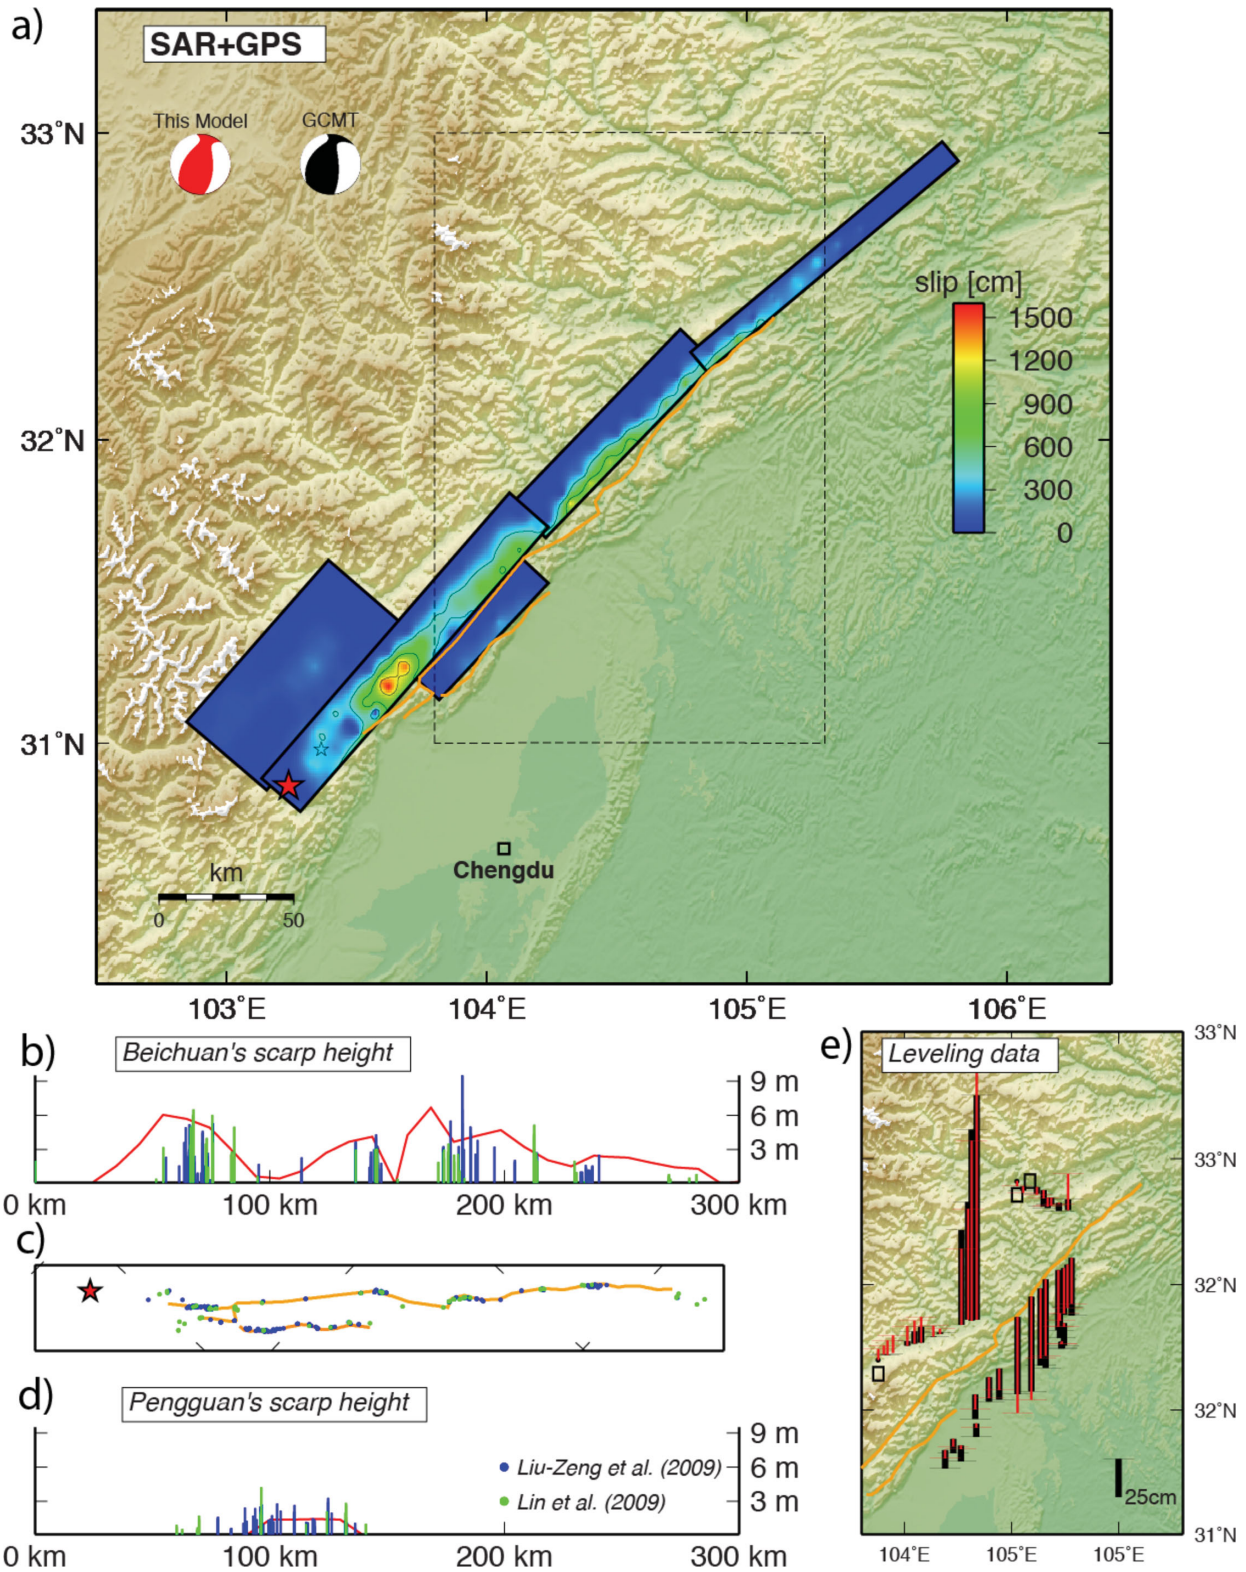 a)
SAR+GPS
This Model
GCMT
33°N
32°N
31°N
slip [cm]
1500
1200
900
600
300
0
Chengdu
km
0
50
103°E
104°E
105°E
106°E
b)
Beichuan's scarp height
9 m
6 m
3 m
0 km
100 km
200 km
300 km
c)
d)
Pengguan's scarp height
9 m
6 m
3 m
Liu-Zeng et al. (2009)
Lin et al. (2009)
0 km
100 km
200 km
300 km
e)
Leveling data
33°N
33°N
32°N
32°N
31°N
25cm
104°E
105°E
105°E